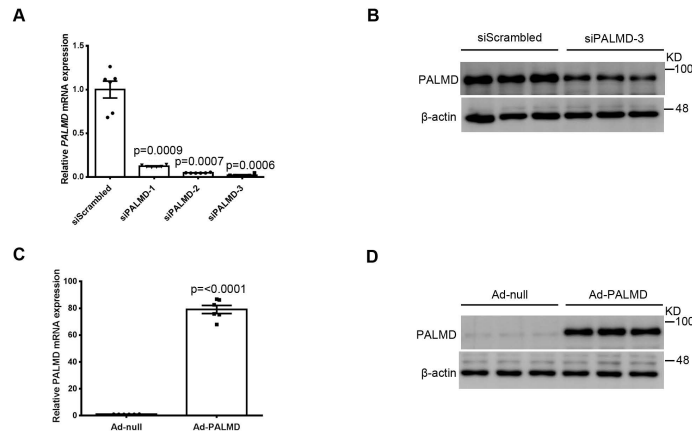 A
Relative PALMD mRNA expression
1.5
1.0
0.5
0.0
p=0.0009
p=0.0007
p=0.0006
siScrambled
siPALMD-1
siPALMD-2
siPALMD-3
B
siScrambled
siPALMD-3
KD
PALMD
100
β-actin
48
C
Relative PALMD mRNA expression
100
80
60
40
20
0
p=<0.0001
Ad-null
Ad-PALMD
D
Ad-null
Ad-PALMD
KD
PALMD
100
48
β-actin